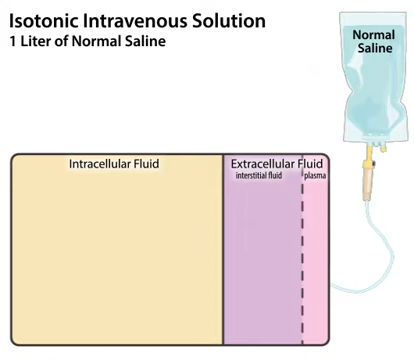 Isotonic Intravenous Solution
1 Liter of Normal Saline
Normal
Saline
Intracellular Fluid
Extracellular Fluid
interstitial fluid
plasma